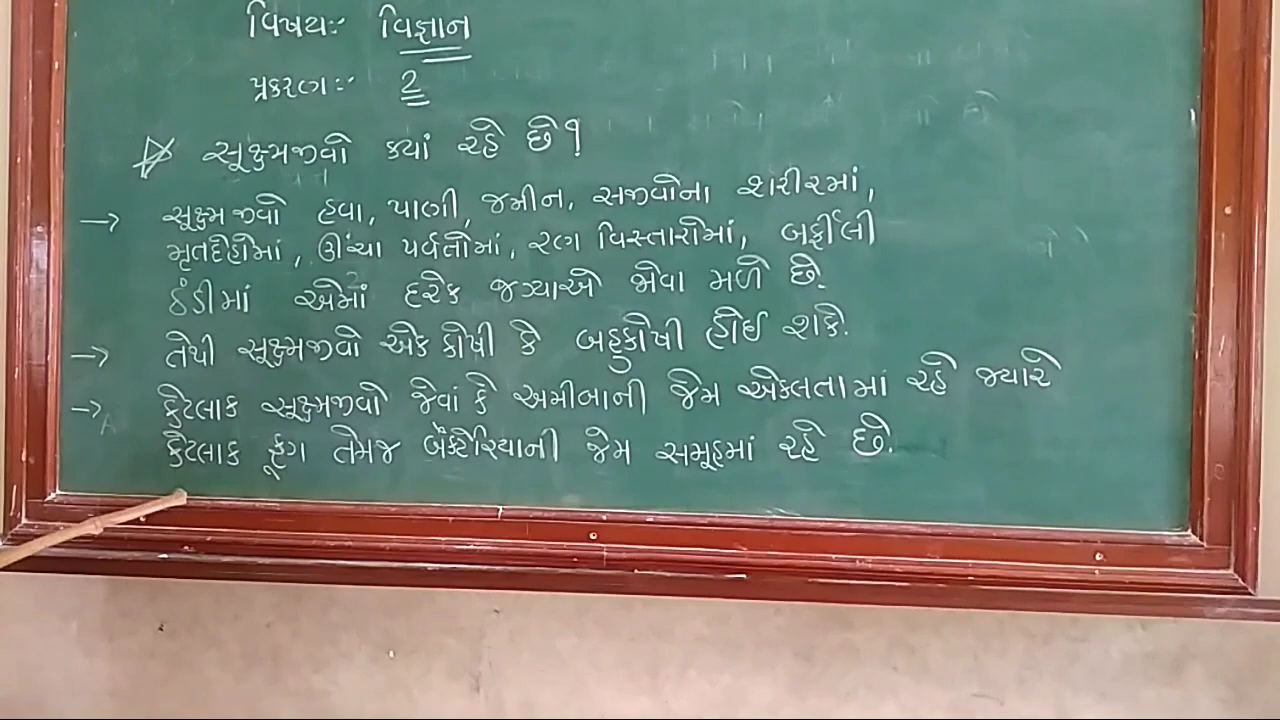 વિષય:- વિજ્ઞાન
પ્રકરણ:- 2
સૂક્ષ્મજીવો ક્યાં રહે છે?
→ સૂક્ષ્મજીવો હવા, પાણી, જમીન, સજીવોના શરીરમાં,
મૃતદેહોમાં, ઊંચા પર્વતોમાં, રણ વિસ્તારોમાં, બર્ફીલી
ઠંડીમાં એમાં દરેક જગ્યાએ જોવા મળે છે.
→ તેથી સૂક્ષ્મજીવો એક કોષી કે બહુકોષી હોઈ શકે.
→ કેટલાક સૂક્ષ્મજીવો જેવાં કે અમીબાની જેમ એકલતામાં રહે જ્યારે
કેટલાક ફૂગ તેમજ બૅક્ટેરિયાની જેમ સમૂહમાં રહે છે.